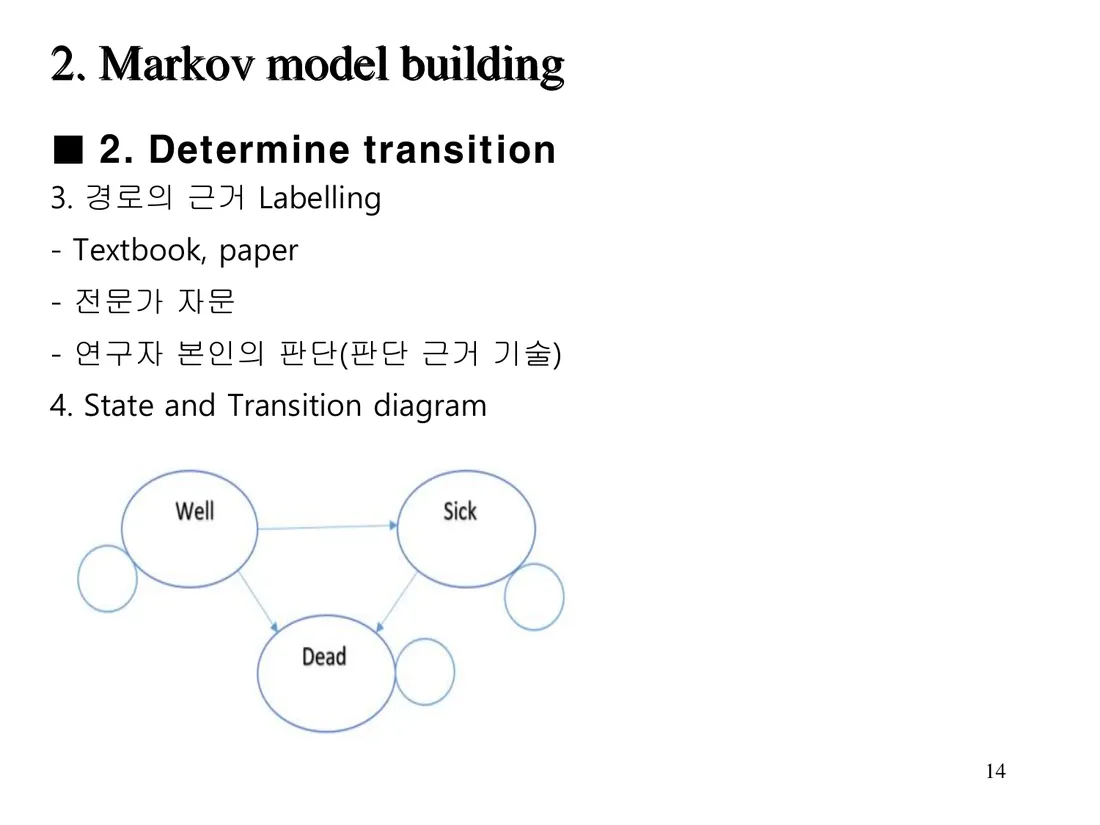 2. Markov model building
■ 2. Determine transition
3. 경로의 근거 Labelling
- Textbook, paper
- 전문가 자문
- 연구자 본인의 판단(판단 근거 기술)
4. State and Transition diagram
Well
Sick
Dead
14